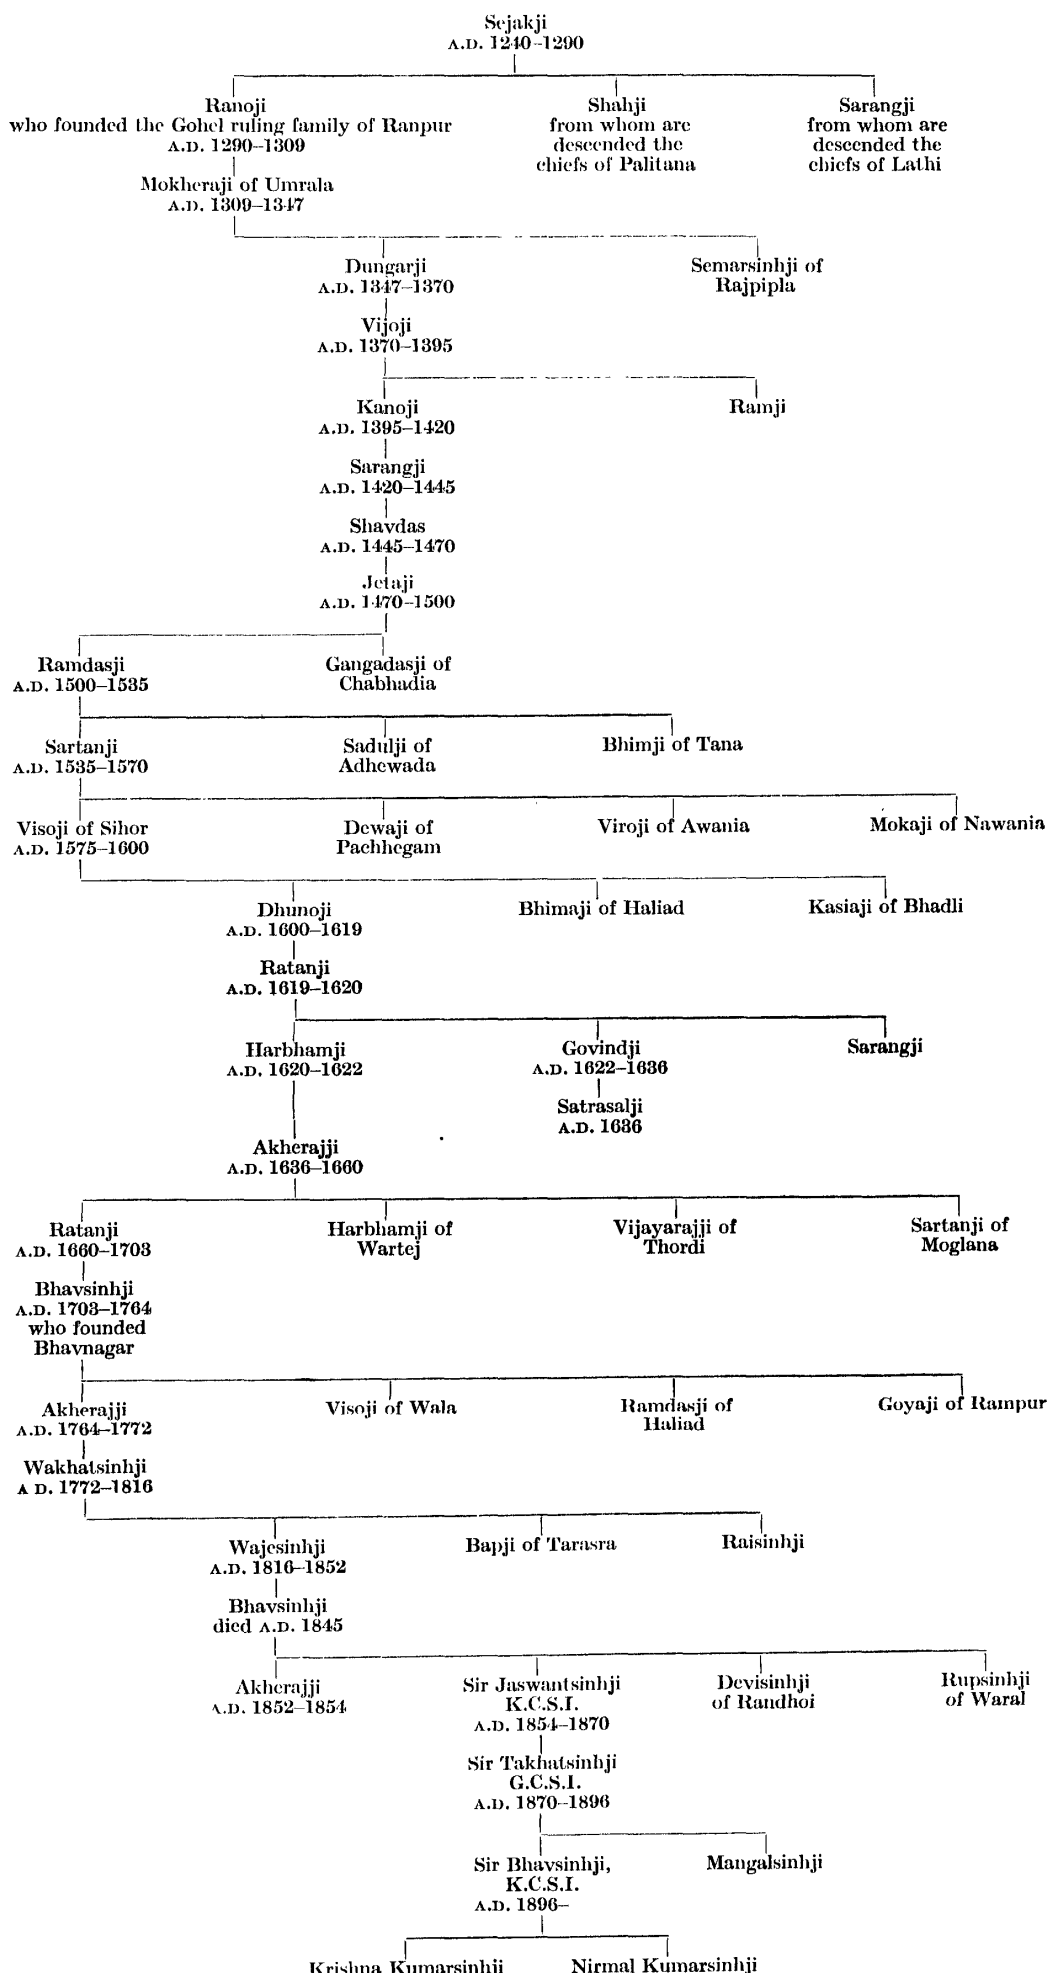 Sejakji
A.D. 1240–1290
Ranoji
who founded the Gohel ruling family of Ranpur
A.D. 1290–1309
Shahji
from whom are
descended the
chiefs of Palitana
Sarangji
from whom are
descended the
chiefs of Lathi
Mokheraji of Umrala
A.D. 1309–1347
Dungarji
A.D. 1347–1370
Semarsinhji of
Rajpipla
Vijoji
A.D. 1370–1395
Kanoji
A.D. 1395–1420
Ramji
Sarangji
A.D. 1420–1445
Shavdas
A.D. 1445–1470
Jetaji
A.D. 1470–1500
Ramdasji
A.D. 1500–1535
Gangadasji of
Chabhadia
Sartanji
A.D. 1535–1570
Sadulji of
Adhewada
Bhimji of Tana
Visoji of Sihor
A.D. 1575–1600
Dewaji of
Pachhegam
Viroji of Awania
Mokaji of Nawania
Dhunoji
A.D. 1600–1619
Bhimaji of Haliad
Kasiaji of Bhadli
Ratanji
A.D. 1619–1620
Harbhamji
A.D. 1620–1622
Govindji
A.D. 1622–1636
Sarangji
Satrasalji
A.D. 1636
Akherajji
A.D. 1636–1660
Ratanji
A.D. 1660–1703
Harbhamji of
Wartej
Vijayarajji of
Thordi
Sartanji of
Moglana
Bhavsinhji
A.D. 1703–1764
who founded
Bhavnagar
Akherajji
A.D. 1764–1772
Visoji of Wala
Ramdasji of
Haliad
Goyaji of Rampur
Wakhatsinhji
A D. 1772–1816
Wajesinhji
A.D. 1816–1852
Bapji of Tarasra
Raisinhji
Bhavsinhji
died A.D. 1845
Akherajji
A.D. 1852–1854
Sir Jaswantsinhji
K.C.S.I.
A.D. 1854–1870
Devisinhji
of Randhoi
Rupsinhji
of Waral
Sir Takhatsinhji
G.C.S.I.
A.D. 1870–1896
Sir Bhavsinhji,
K.C.S.I.
A.D. 1896–
Mangalsinhji
Krishna Kumarsinhji
Nirmal Kumarsinhji